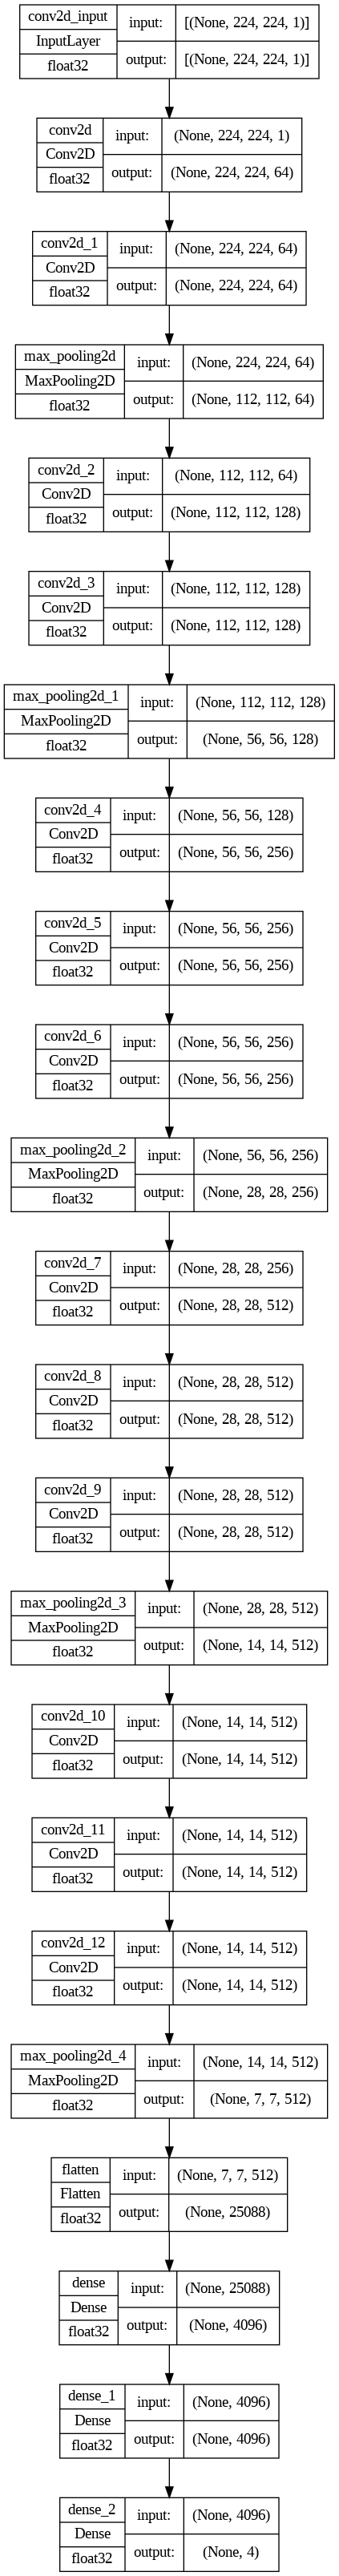 conv2d_input
InputLayer
float32
input:
[(None, 224, 224, 1)]
output:
[(None, 224, 224, 1)]
conv2d
Conv2D
float32
input:
(None, 224, 224, 1)
output:
(None, 224, 224, 64)
conv2d_1
Conv2D
float32
input:
(None, 224, 224, 64)
output:
(None, 224, 224, 64)
max_pooling2d
MaxPooling2D
float32
input:
(None, 224, 224, 64)
output:
(None, 112, 112, 64)
conv2d_2
Conv2D
float32
input:
(None, 112, 112, 64)
output:
(None, 112, 112, 128)
conv2d_3
Conv2D
float32
input:
(None, 112, 112, 128)
output:
(None, 112, 112, 128)
max_pooling2d_1
MaxPooling2D
float32
input:
(None, 112, 112, 128)
output:
(None, 56, 56, 128)
conv2d_4
Conv2D
float32
input:
(None, 56, 56, 128)
output:
(None, 56, 56, 256)
conv2d_5
Conv2D
float32
input:
(None, 56, 56, 256)
output:
(None, 56, 56, 256)
conv2d_6
Conv2D
float32
input:
(None, 56, 56, 256)
output:
(None, 56, 56, 256)
max_pooling2d_2
MaxPooling2D
float32
input:
(None, 56, 56, 256)
output:
(None, 28, 28, 256)
conv2d_7
Conv2D
float32
input:
(None, 28, 28, 256)
output:
(None, 28, 28, 512)
conv2d_8
Conv2D
float32
input:
(None, 28, 28, 512)
output:
(None, 28, 28, 512)
conv2d_9
Conv2D
float32
input:
(None, 28, 28, 512)
output:
(None, 28, 28, 512)
max_pooling2d_3
MaxPooling2D
float32
input:
(None, 28, 28, 512)
output:
(None, 14, 14, 512)
conv2d_10
Conv2D
float32
input:
(None, 14, 14, 512)
output:
(None, 14, 14, 512)
conv2d_11
Conv2D
float32
input:
(None, 14, 14, 512)
output:
(None, 14, 14, 512)
conv2d_12
Conv2D
float32
input:
(None, 14, 14, 512)
output:
(None, 14, 14, 512)
max_pooling2d_4
MaxPooling2D
float32
input:
(None, 14, 14, 512)
output:
(None, 7, 7, 512)
flatten
Flatten
float32
input:
(None, 7, 7, 512)
output:
(None, 25088)
dense
Dense
float32
input:
(None, 25088)
output:
(None, 4096)
dense_1
Dense
float32
input:
(None, 4096)
output:
(None, 4096)
dense_2
Dense
float32
input:
(None, 4096)
output:
(None, 4)